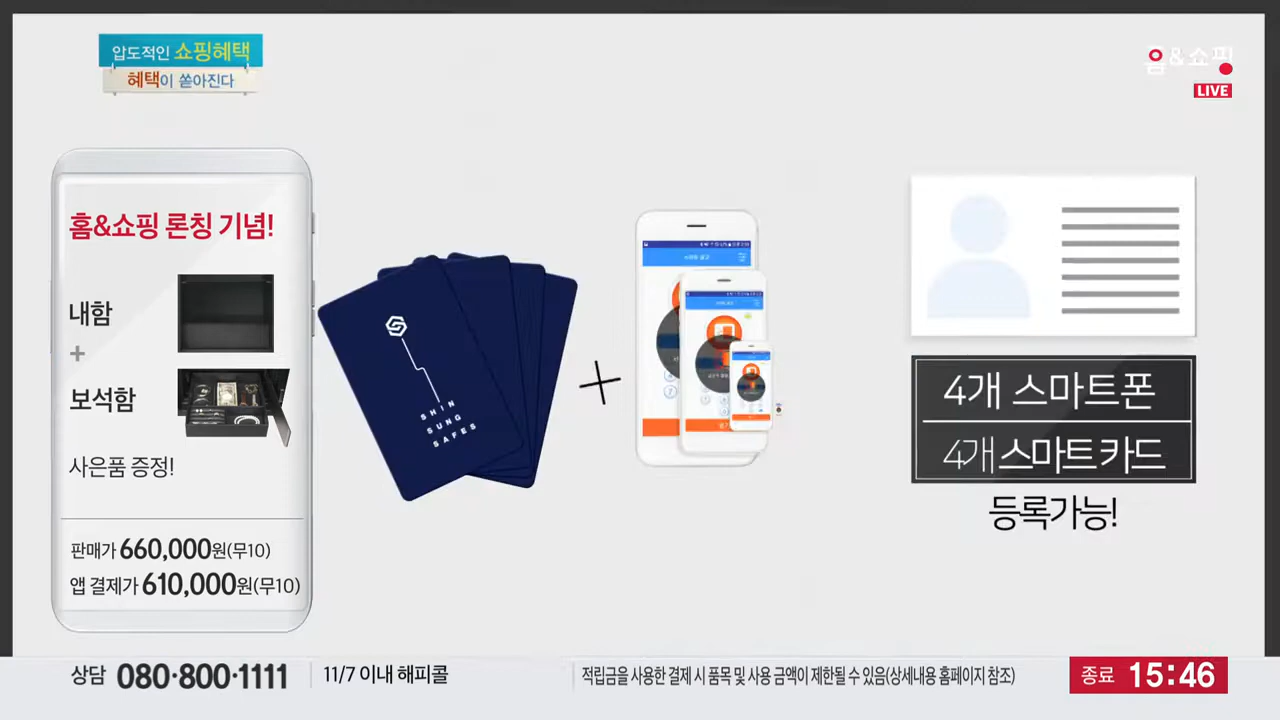 압도적인 쇼핑혜택
혜택이 쏟아진다
홈&쇼핑
LIVE
홈&쇼핑 론칭 기념!
내함
+
보석함
사은품 증정!
판매가 660,000원(무10)
앱 결제가 610,000원(무10)
SHIN
SUNG
SAFES
+
4개 스마트폰
4개 스마트카드
등록가능!
상담 080·800·1111
11/7 이내 해피콜
적립금을 사용한 결제 시 품목 및 사용 금액이 제한될 수 있음(상세내용 홈페이지 참조)
종료 15:46